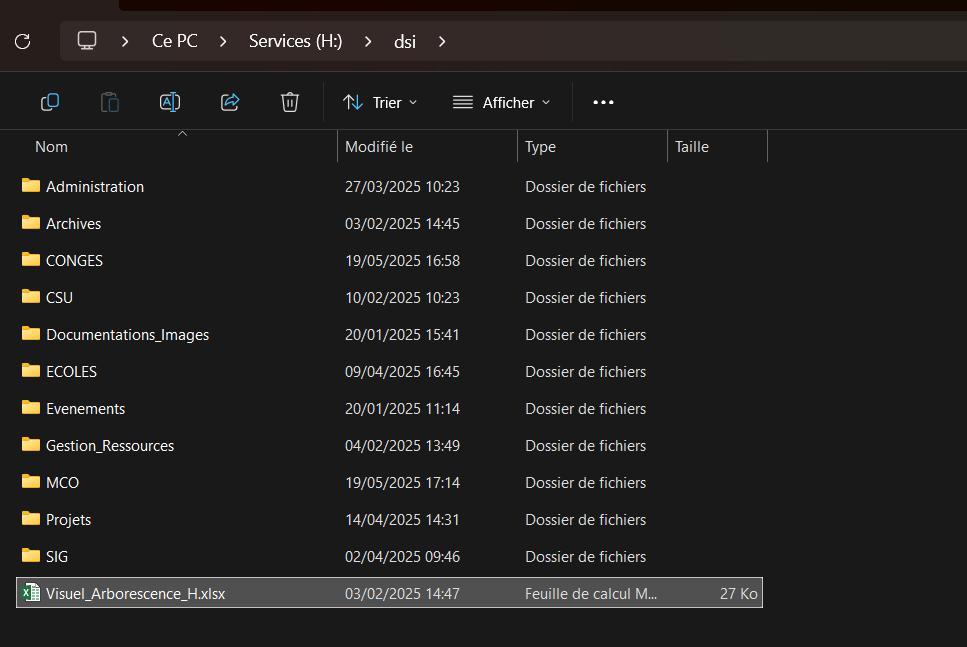 Ce PC > Services (H:) > dsi >
Trier Afficher ...
Nom Modifié le Type Taille
Administration 27/03/2025 10:23 Dossier de fichiers
Archives 03/02/2025 14:45 Dossier de fichiers
CONGES 19/05/2025 16:58 Dossier de fichiers
CSU 10/02/2025 10:23 Dossier de fichiers
Documentations_Images 20/01/2025 15:41 Dossier de fichiers
ECOLES 09/04/2025 16:45 Dossier de fichiers
Evenements 20/01/2025 11:14 Dossier de fichiers
Gestion_Ressources 04/02/2025 13:49 Dossier de fichiers
MCO 19/05/2025 17:14 Dossier de fichiers
Projets 14/04/2025 14:31 Dossier de fichiers
SIG 02/04/2025 09:46 Dossier de fichiers
Visuel_Arborescence_H.xlsx 03/02/2025 14:47 Feuille de calcul M... 27 Ko